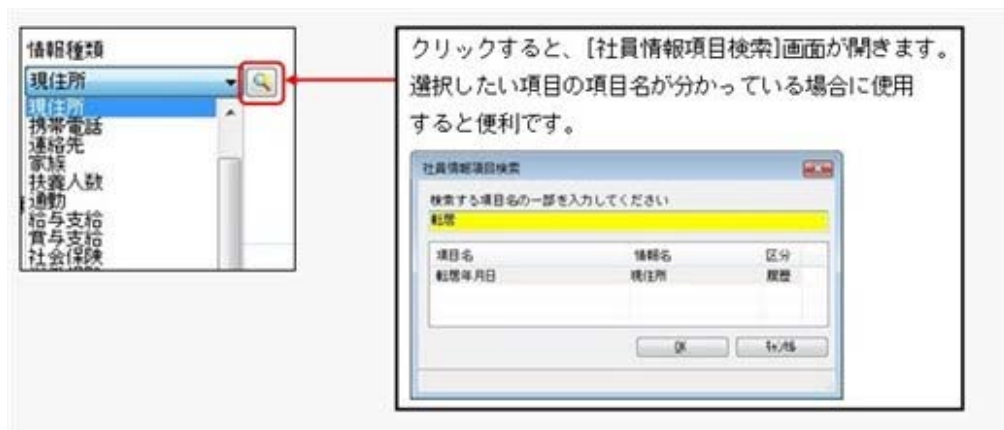 情報種類
現住所
現住所
携帯電話
連絡先
家族
扶養人数
通勤
給与支給
賞与支給
社会保険
クリックすると、[社員情報項目検索]画面が開きます。
選択したい項目の項目名が分かっている場合に使用
すると便利です。
社員情報項目検索
検索する項目名の一部を入力してください
転居
項目名 情報名 区分
転居年月日 現住所 履歴
OK キャンセル